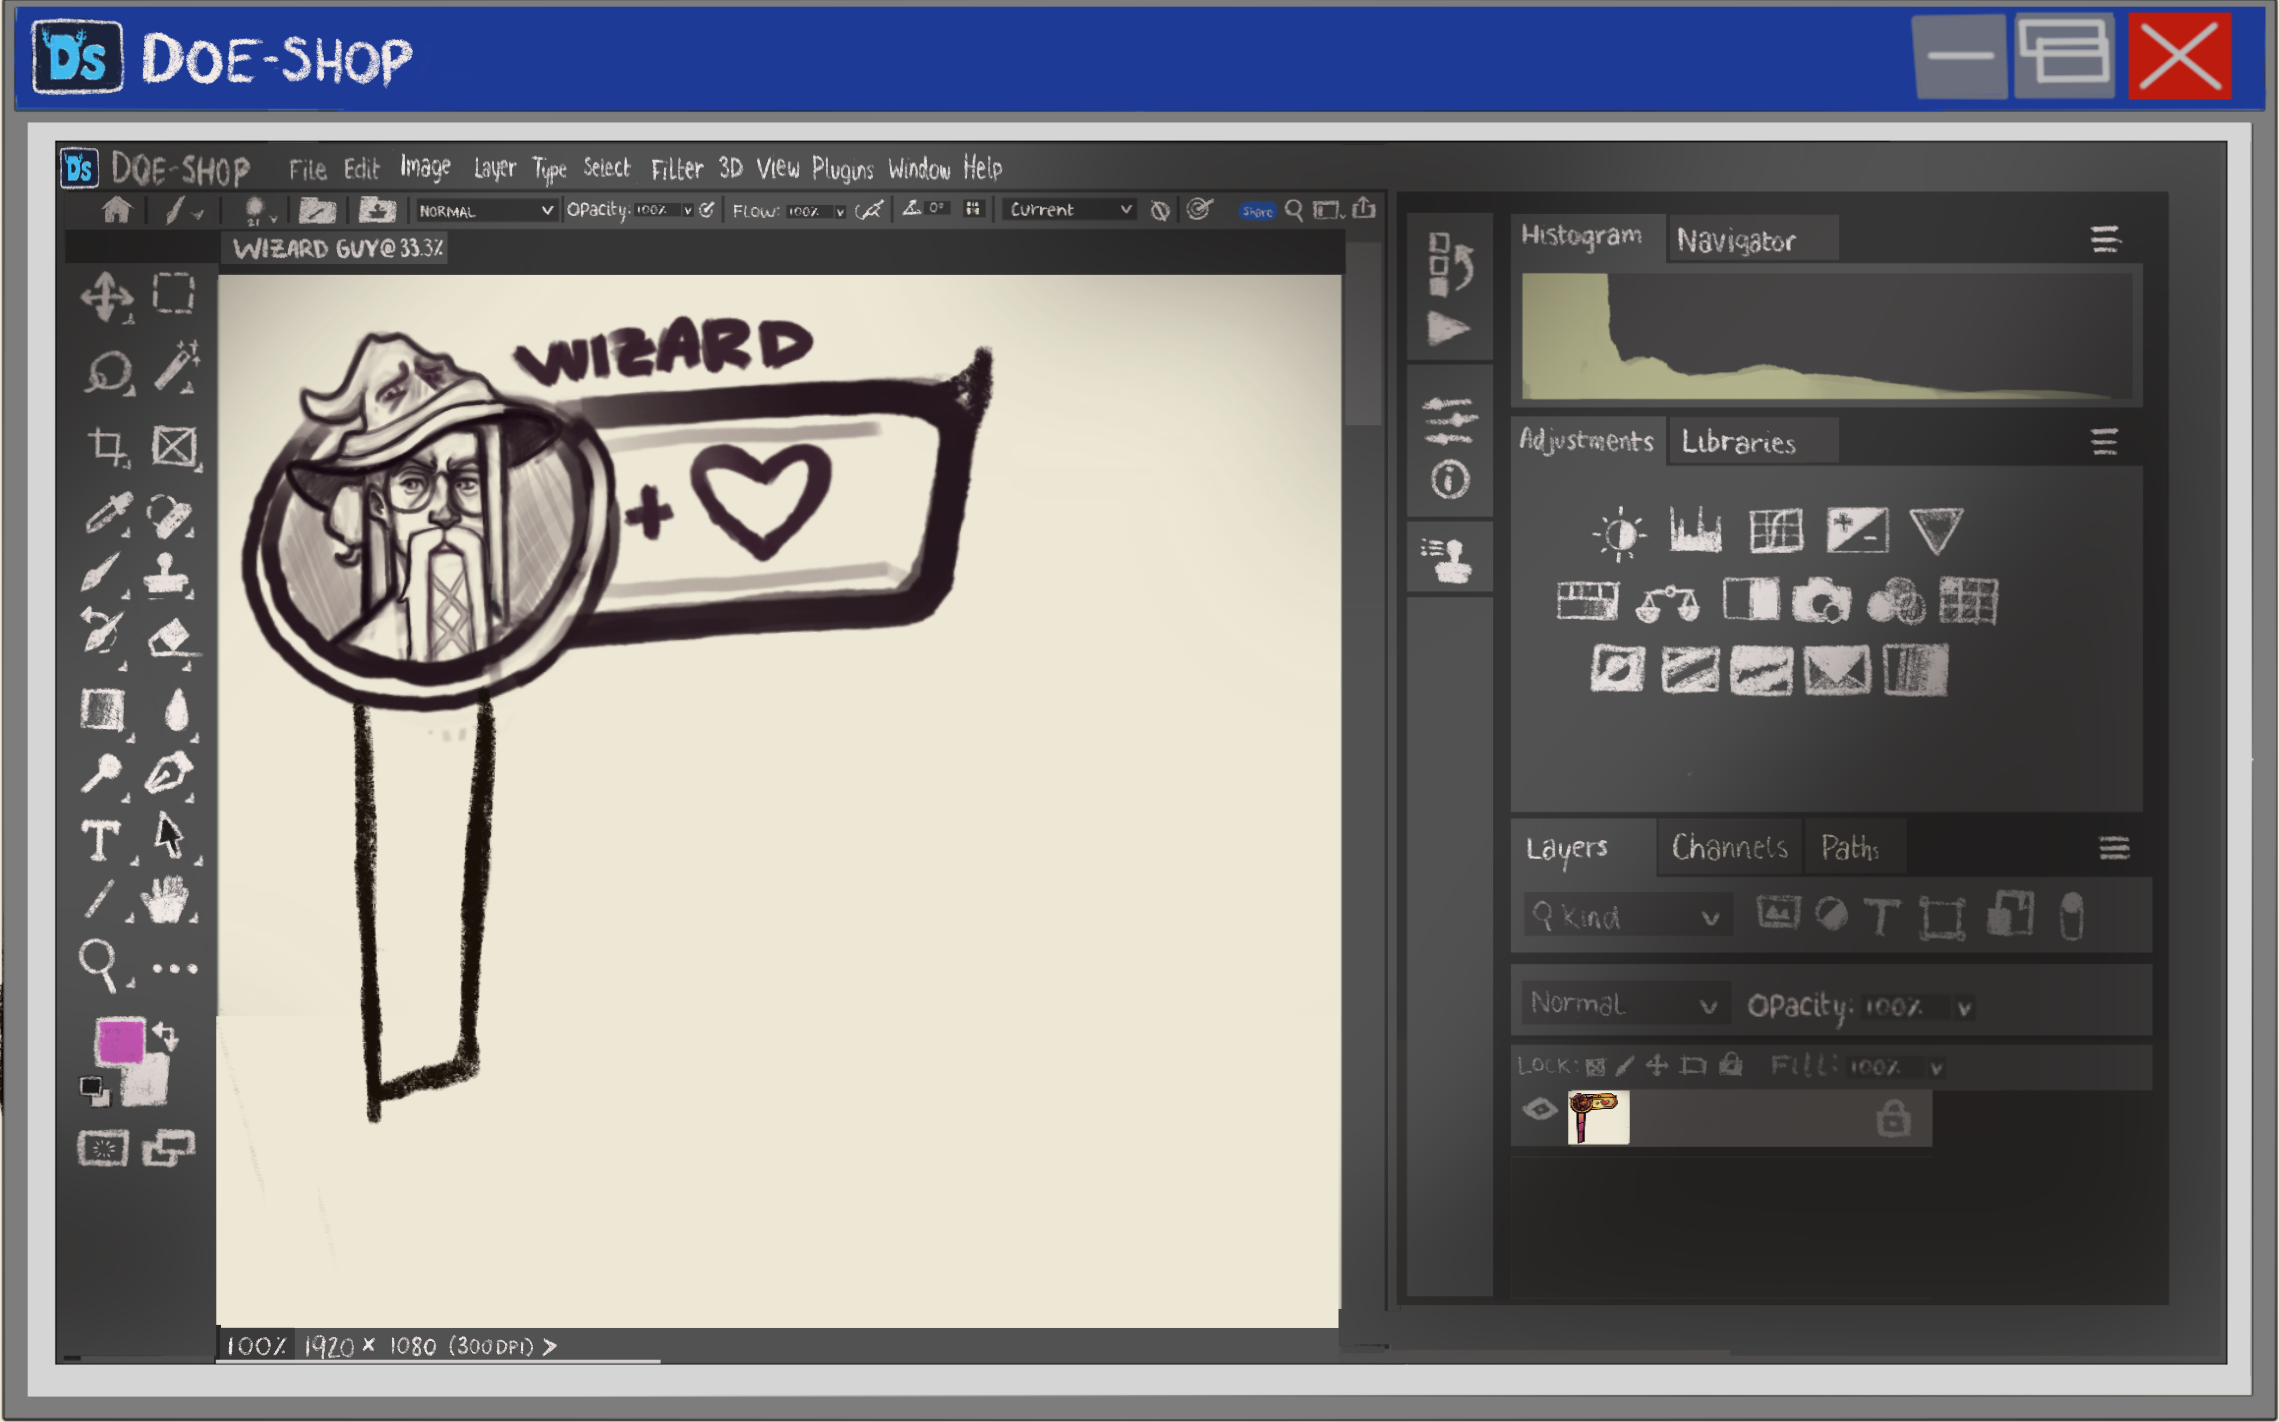 Ds DOE-SHOP
Ds DOE-SHOP File Edit Image Layer Type Select Filter 3D View Plugins Window Help
21 NORMAL Opacity: 100% Flow: 100% 0° Current Share
WIZARD GUY@33.3%
Histogram Navigator
WIZARD
+
Adjustments Libraries
Layers Channels Paths
Kind
Normal Opacity: 100%
Lock: Fill: 100%
100% 1920 x 1080 (300DPI) >